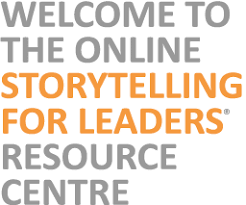 WELCOME TO
THE ONLINE
STORYTELLING
FOR LEADERS®
RESOURCE
CENTRE